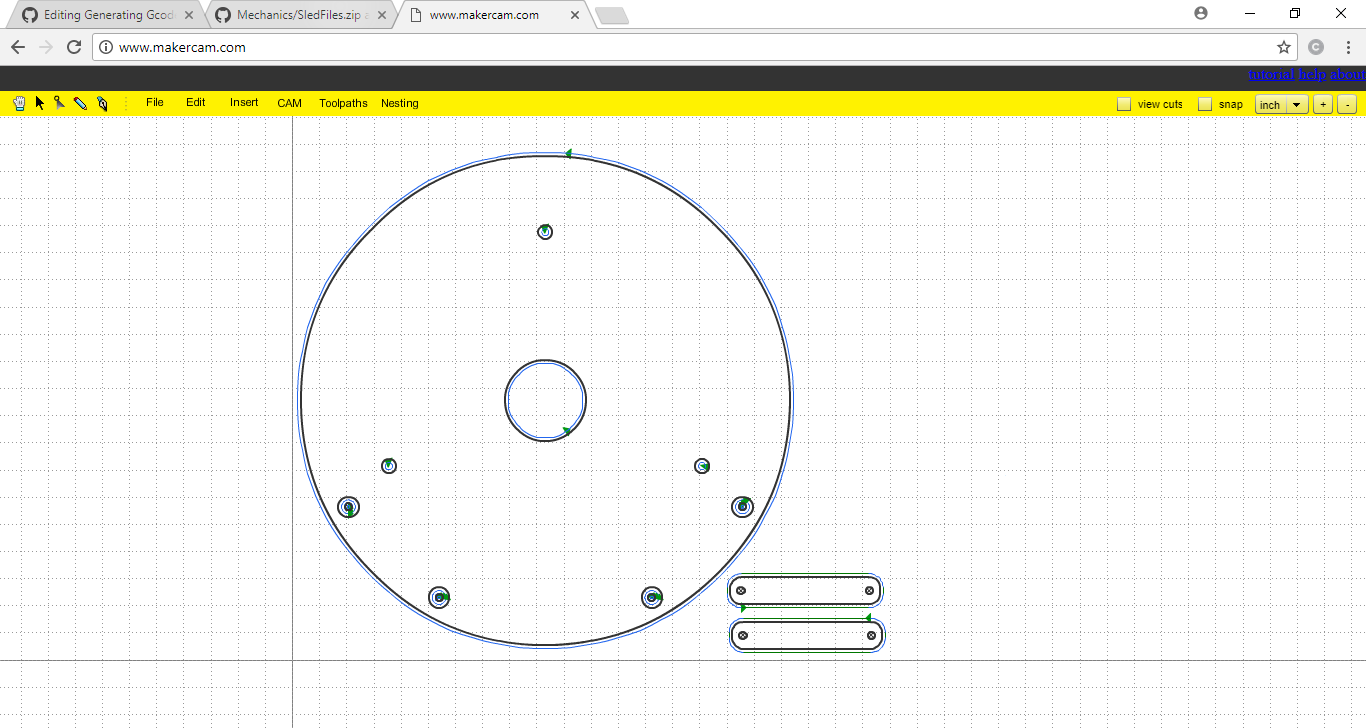 Editing Generating Gcod
Mechanics/SledFiles.zip a
www.makercam.com
www.makercam.com
C
tutorial help about
File Edit Insert CAM Toolpaths Nesting
view cuts snap inch + -